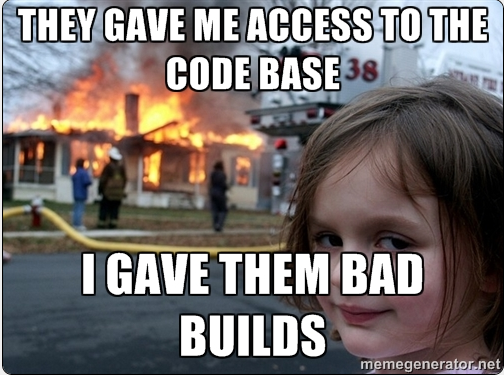 THEY GAVE ME ACCESS TO THE
CODE BASE
38
I GAVE THEM BAD
BUILDS
memegenerator.net